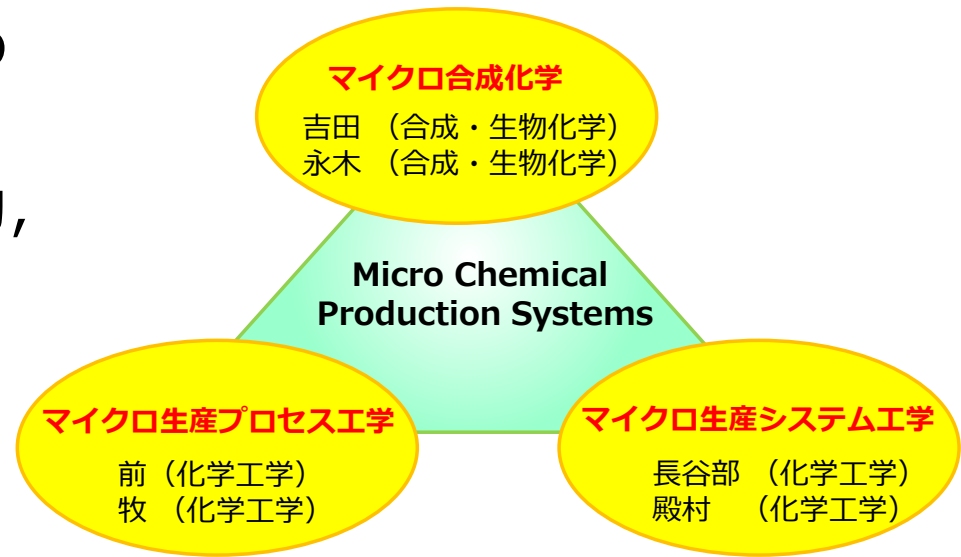 マイクロ合成化学
吉田 （合成・生物化学）
永木 （合成・生物化学）
Micro Chemical
Production Systems
マイクロ生産プロセス工学
前（化学工学）
牧 （化学工学）
マイクロ生産システム工学
長谷部 （化学工学）
殿村 （化学工学）